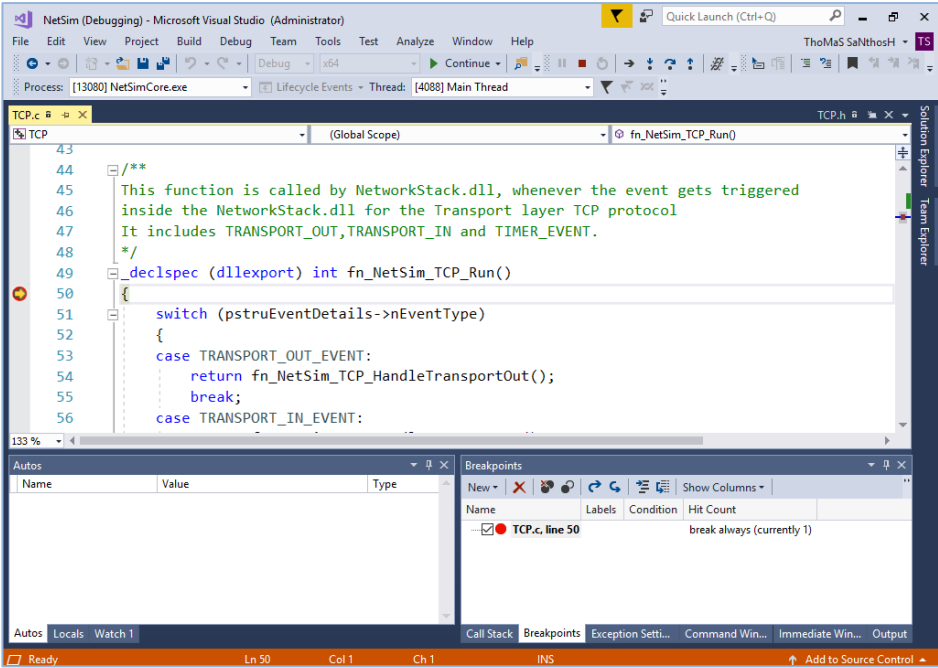 NetSim (Debugging) - Microsoft Visual Studio (Administrator)
Quick Launch (Ctrl+Q)
File Edit View Project Build Debug Team Tools Test Analyze Window Help
ThoMaS SaNthosH TS
Debug x64 Continue
Process: [13080] NetSimCore.exe Lifecycle Events Thread: [4088] Main Thread
TCP.c TCP.h
TCP (Global Scope) fn_NetSim_TCP_Run()
Solution Explorer
Team Explorer
43
44 /**
45 This function is called by NetworkStack.dll, whenever the event gets triggered
46 inside the NetworkStack.dll for the Transport layer TCP protocol
47 It includes TRANSPORT_OUT,TRANSPORT_IN and TIMER_EVENT.
48 */
49 _declspec (dllexport) int fn_NetSim_TCP_Run()
50 {
51 switch (pstruEventDetails->nEventType)
52 {
53 case TRANSPORT_OUT_EVENT:
54 return fn_NetSim_TCP_HandleTransportOut();
55 break;
56 case TRANSPORT_IN_EVENT:
133 %
Autos
Name Value Type
Autos Locals Watch 1
Breakpoints
New Show Columns
Name Labels Condition Hit Count
TCP.c, line 50 break always (currently 1)
Call Stack Breakpoints Exception Setti... Command Win... Immediate Win... Output
Ready Ln 50 Col 1 Ch 1 INS Add to Source Control